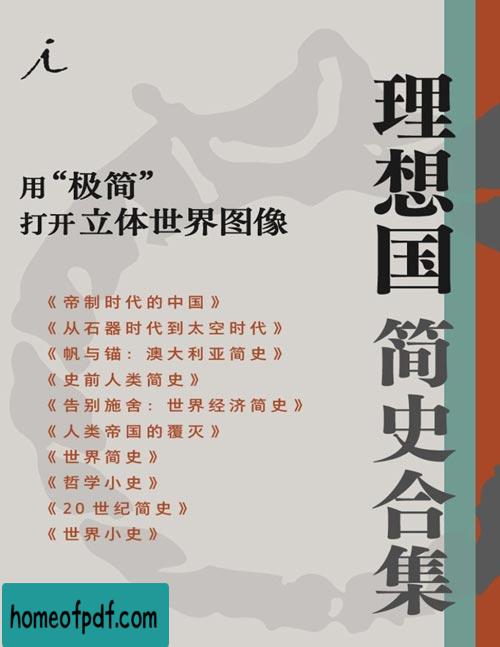 i
用“极简”
打开立体世界图像
理想国简史合集
《帝制时代的中国》
《从石器时代到太空时代》
《帆与锚：澳大利亚简史》
《史前人类简史》
《告别施舍：世界经济简史》
《人类帝国的覆灭》
《世界简史》
《哲学小史》
《20世纪简史》
《世界小史》
homeofpdf.com